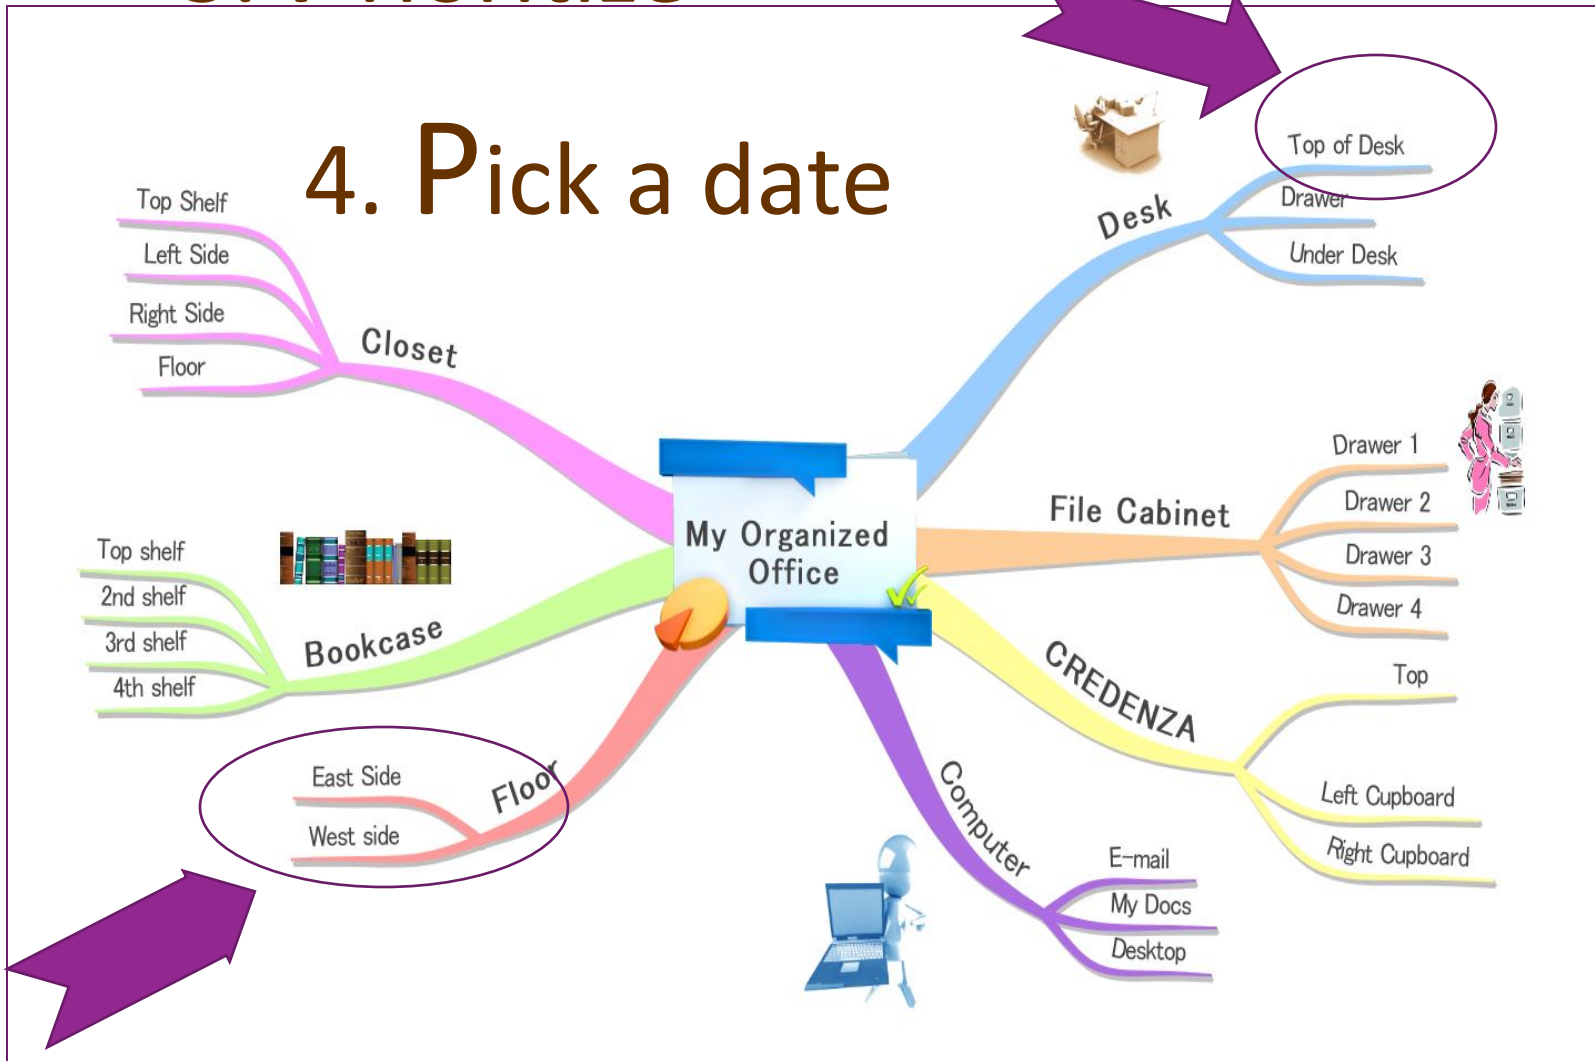 4. Pick a date
My Organized
Office
Desk
Top of Desk
Drawer
Under Desk
File Cabinet
Drawer 1
Drawer 2
Drawer 3
Drawer 4
CREDENZA
Top
Left Cupboard
Right Cupboard
Computer
E-mail
My Docs
Desktop
Floor
East Side
West side
Bookcase
Top shelf
2nd shelf
3rd shelf
4th shelf
Closet
Top Shelf
Left Side
Right Side
Floor